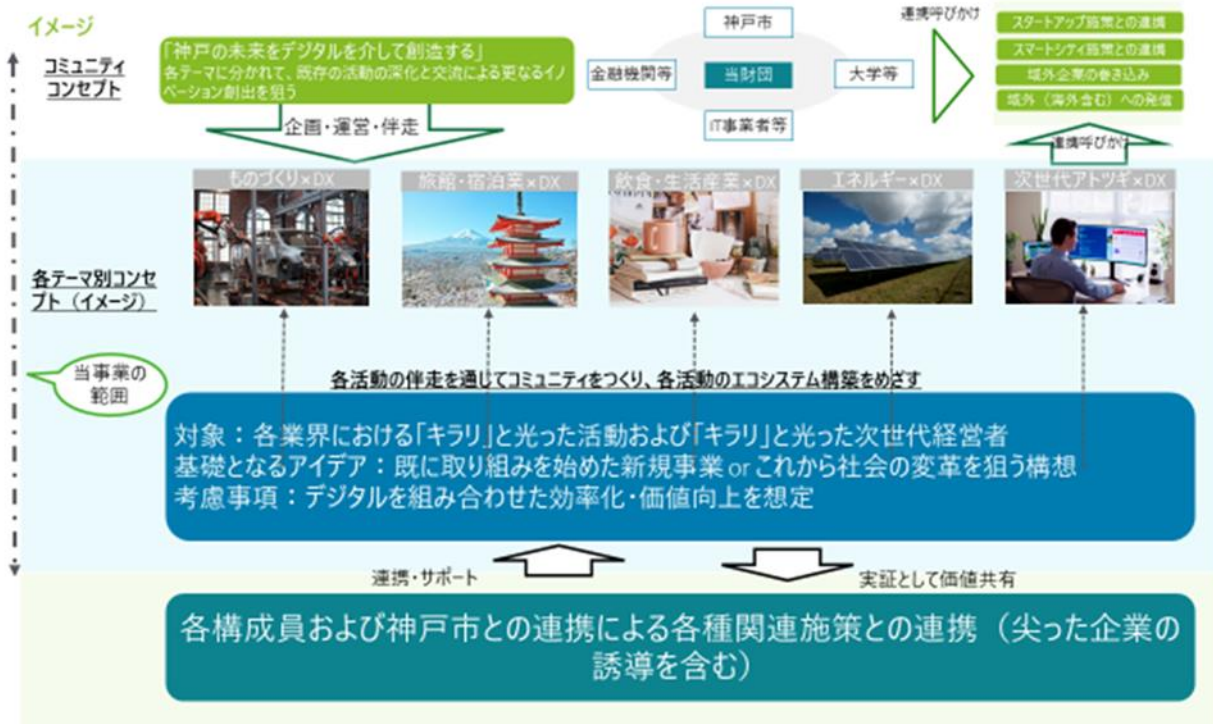 イメージ
コミュニティ
コンセプト
「神戸の未来をデジタルを介して創造する」
各テーマに分かれて、既存の活動の深化と交流による更なるイノ
ベーション創出を狙う
企画・運営・伴走
神戸市
金融機関等
当財団
大学等
IT事業者等
連携呼びかけ
スタートアップ施策との連携
スマートシティ施策との連携
域外企業の巻き込み
域外（海外含む）への発信
連携呼びかけ
ものづくり×DX
旅館・宿泊業×DX
飲食・生活産業×DX
エネルギー×DX
次世代アトツギ×DX
各テーマ別コンセ
プト（イメージ）
当事業の
範囲
各活動の伴走を通してコミュニティをつくり、各活動のエコシステム構築をめざす
対象：各業界における「キラリ」と光った活動および「キラリ」と光った次世代経営者
基礎となるアイデア：既に取り組みを始めた新規事業orこれから社会の変革を狙う構想
考慮事項：デジタルを組み合わせた効率化・価値向上を想定
連携・サポート
実証として価値共有
各構成員および神戸市との連携による各種関連施策との連携（尖った企業の
誘導を含む）